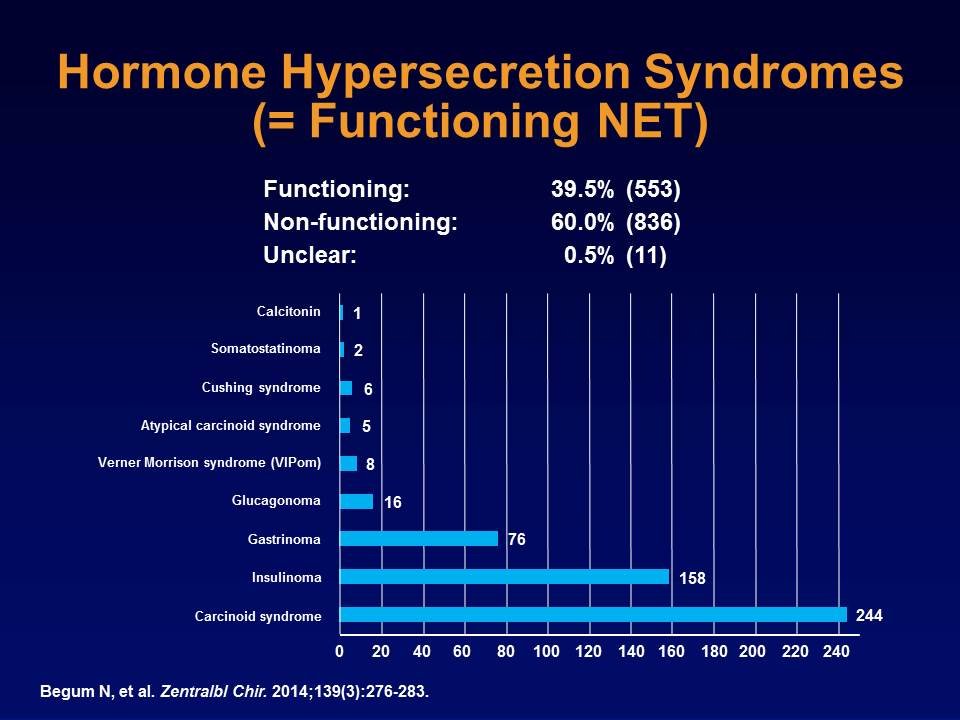 Hormone Hypersecretion Syndromes
(= Functioning NET)
Functioning: 39.5% (553)
Non-functioning: 60.0% (836)
Unclear: 0.5% (11)
Calcitonin 1
Somatostatinoma 2
Cushing syndrome 6
Atypical carcinoid syndrome 5
Verner Morrison syndrome (VIPom) 8
Glucagonoma 16
Gastrinoma 76
Insulinoma 158
Carcinoid syndrome 244
0 20 40 60 80 100 120 140 160 180 200 220 240
Begum N, et al. Zentralbl Chir. 2014;139(3):276-283.